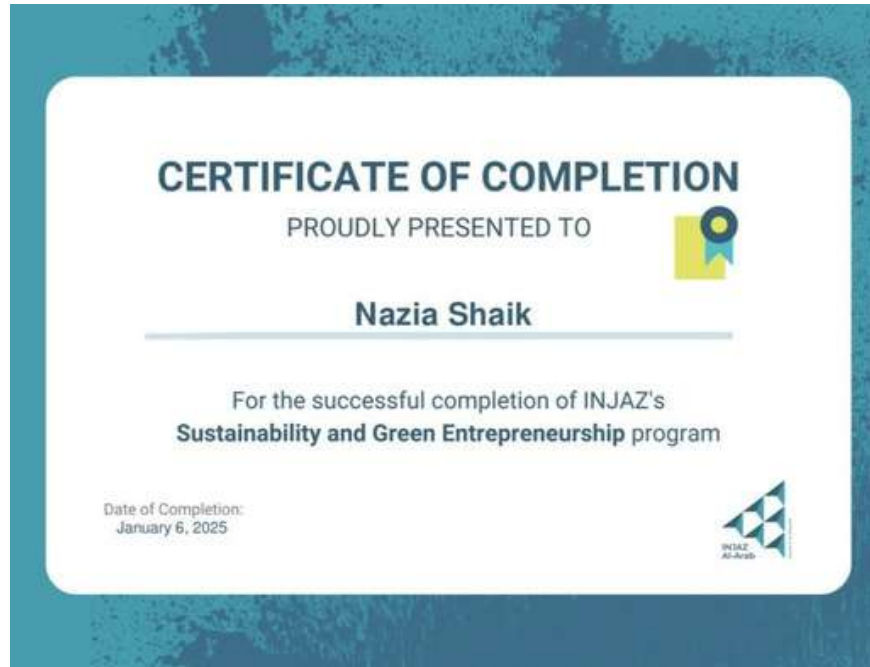 CERTIFICATE OF COMPLETION
PROUDLY PRESENTED TO
Nazia Shaik
For the successful completion of INJAZ's
Sustainability and Green Entrepreneurship program
Date of Completion:
January 6, 2025
INJAZ
Al-Arab